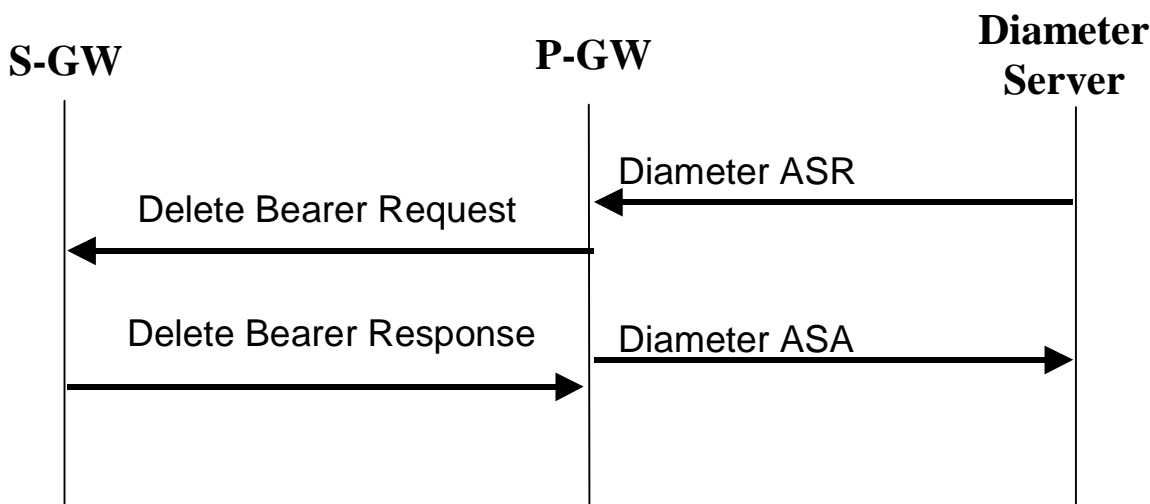 S-GW
P-GW
Diameter
Server
Diameter ASR
Delete Bearer Request
Delete Bearer Response
Diameter ASA